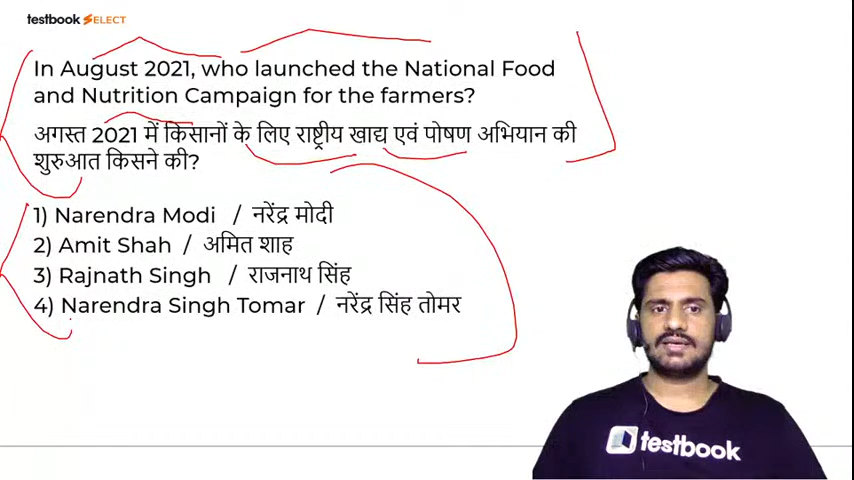 testbook SELECT
In August 2021, who launched the National Food
and Nutrition Campaign for the farmers?
अगस्त 2021 में किसानों के लिए राष्ट्रीय खाद्य एवं पोषण अभियान की
शुरुआत किसने की?
1) Narendra Modi / नरेंद्र मोदी
2) Amit Shah / अमित शाह
3) Rajnath Singh / राजनाथ सिंह
4) Narendra Singh Tomar / नरेंद्र सिंह तोमर
testbook